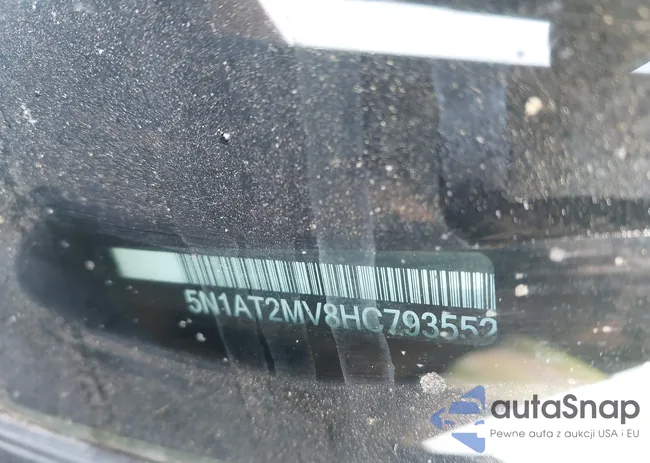 5N1AT2MV8HC793552
autaSnap
Pewne auta z aukcji USA i EU